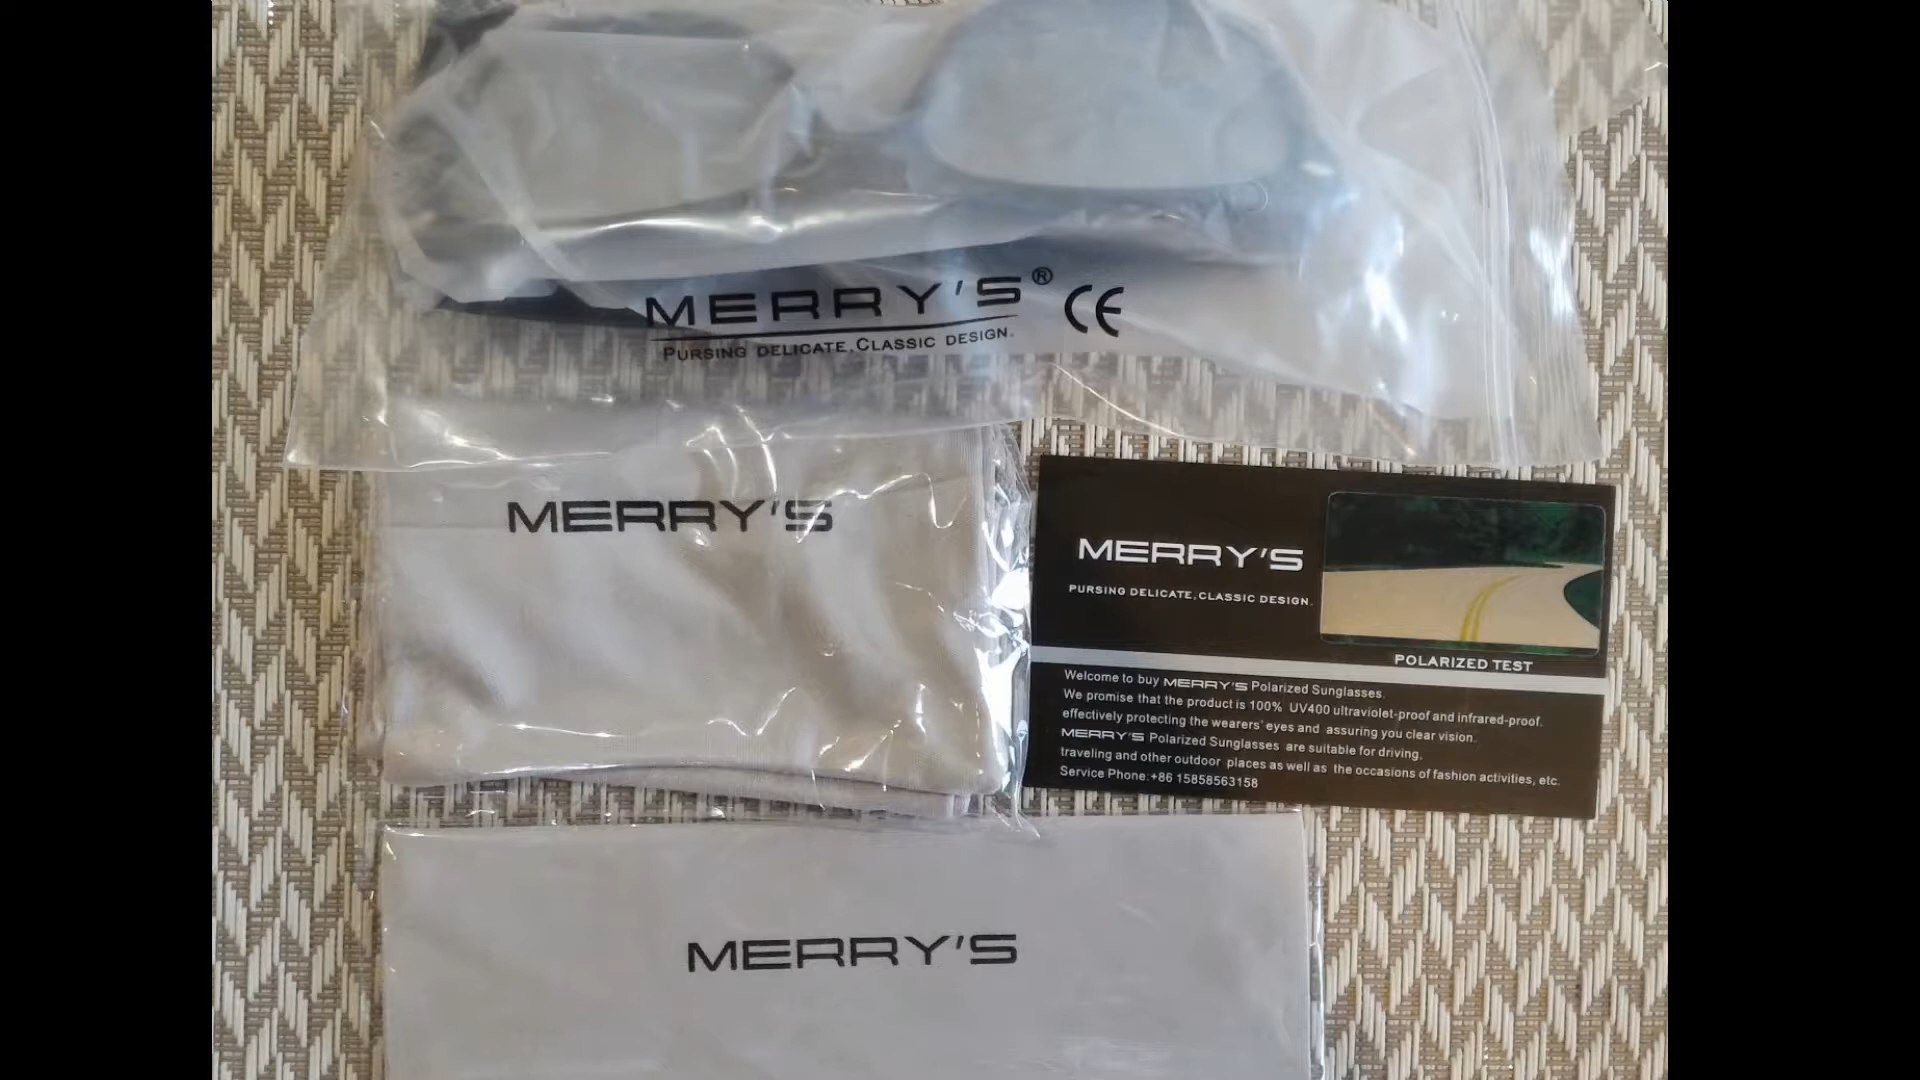 MERRY'S®
CE
PURSING DELICATE,CLASSIC DESIGN.
MERRY'S
MERRY'S
PURSING DELICATE,CLASSIC DESIGN.
POLARIZED TEST
Welcome to buy MERRY'S Polarized Sunglasses.
We promise that the product is 100% UV400 ultraviolet-proof and infrared-proof.
effectively protecting the wearers' eyes and assuring you clear vision.
MERRY'S Polarized Sunglasses are suitable for driving,
traveling and other outdoor places as well as the occasions of fashion activities, etc.
Service Phone:+86 15858563158
MERRY'S